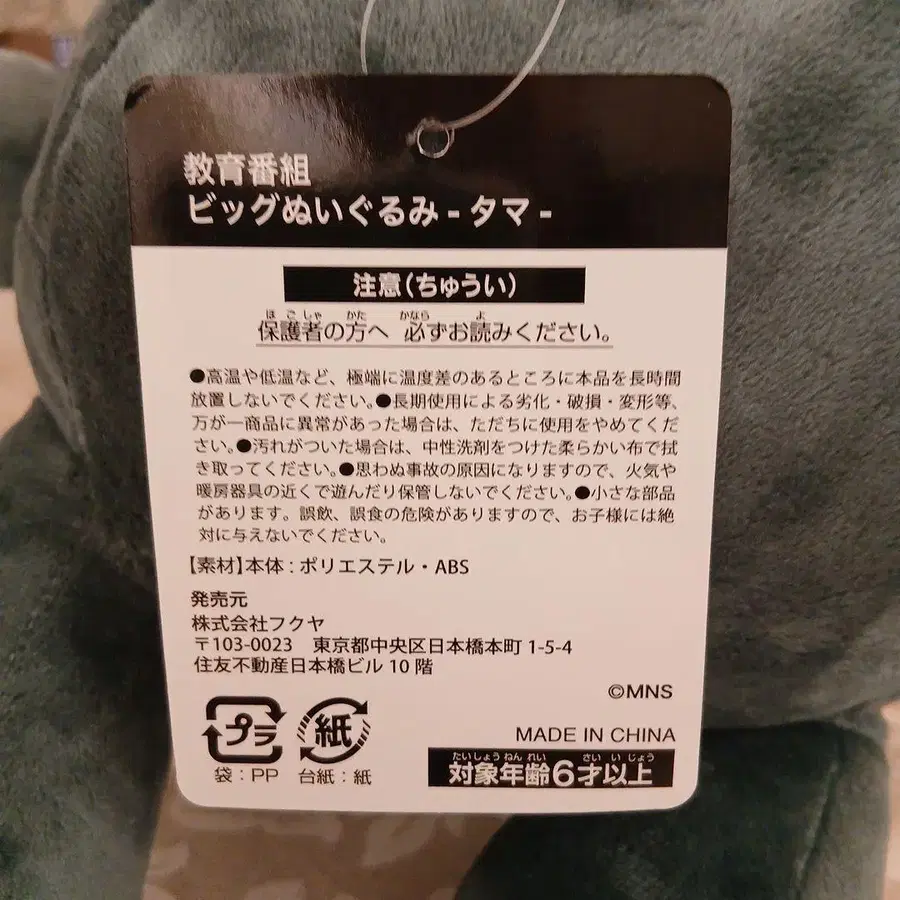 教育番組
ビッグぬいぐるみ - タマ -
注意(ちゅうい)
ほごしゃ かた かなら よ
保護者の方へ 必ずお読みください。
●高温や低温など、極端に温度差のあるところに本品を長時間
放置しないでください。●長期使用による劣化・破損・変形等、
万が一商品に異常があった場合は、ただちに使用をやめてくだ
さい。●汚れがついた場合は、中性洗剤をつけた柔らかい布で拭
き取ってください。●思わぬ事故の原因になりますので、火気や
暖房器具の近くで遊んだり保管しないでください。●小さな部品
があります。誤飲、誤食の危険がありますので、お子様には絶
対に与えないでください。
【素材】本体:ポリエステル・ABS
発売元
株式会社フクヤ
〒103-0023 東京都中央区日本橋本町 1-5-4
住友不動産日本橋ビル 10 階
©MNS
プラ 紙
MADE IN CHINA
袋:PP 台紙:紙
たいしょうねんれい さいいじょう
対象年齢6才以上